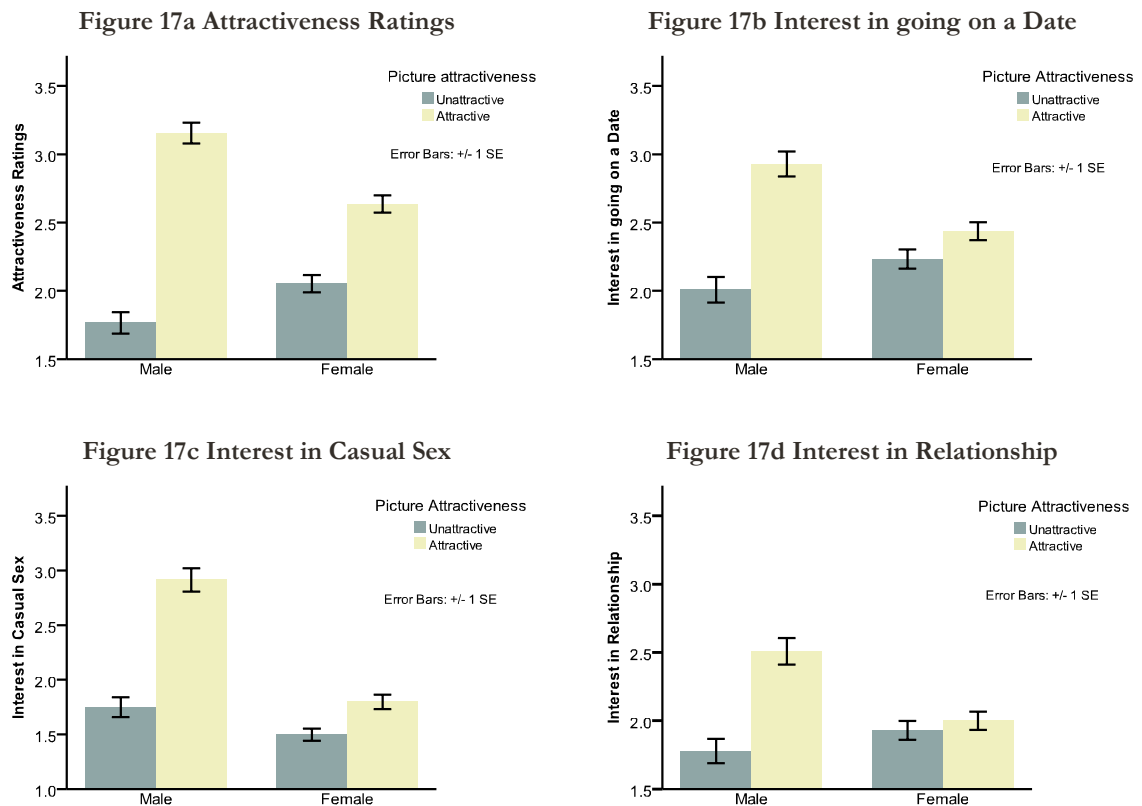 Figure 17a Attractiveness Ratings
Attractiveness Ratings
3.5
3.0
2.5
2.0
1.5
Picture attractiveness
Unattractive
Attractive
Error Bars: +/- 1 SE
Male
Female
Figure 17b Interest in going on a Date
Interest in going on a Date
3.5
3.0
2.5
2.0
1.5
Picture Attractiveness
Unattractive
Attractive
Error Bars: +/- 1 SE
Male
Female
Figure 17c Interest in Casual Sex
Interest in Casual Sex
3.5
3.0
2.5
2.0
1.5
1.0
Picture Attractiveness
Unattractive
Attractive
Error Bars: +/- 1 SE
Male
Female
Figure 17d Interest in Relationship
Interest in Relationship
3.5
3.0
2.5
2.0
1.5
Picture Attractiveness
Unattractive
Attractive
Error Bars: +/- 1 SE
Male
Female